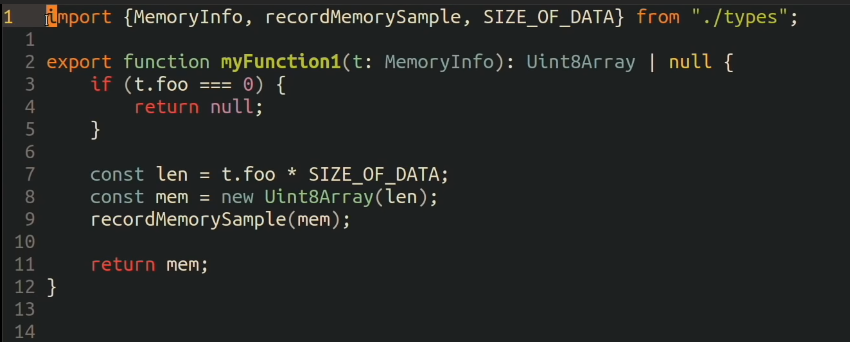 1 import {MemoryInfo, recordMemorySample, SIZE_OF_DATA} from "./types";
1
2 export function myFunction1(t: MemoryInfo): Uint8Array | null {
3     if (t.foo === 0) {
4         return null;
5     }
6
7     const len = t.foo * SIZE_OF_DATA;
8     const mem = new Uint8Array(len);
9     recordMemorySample(mem);
10
11     return mem;
12 }
13
14